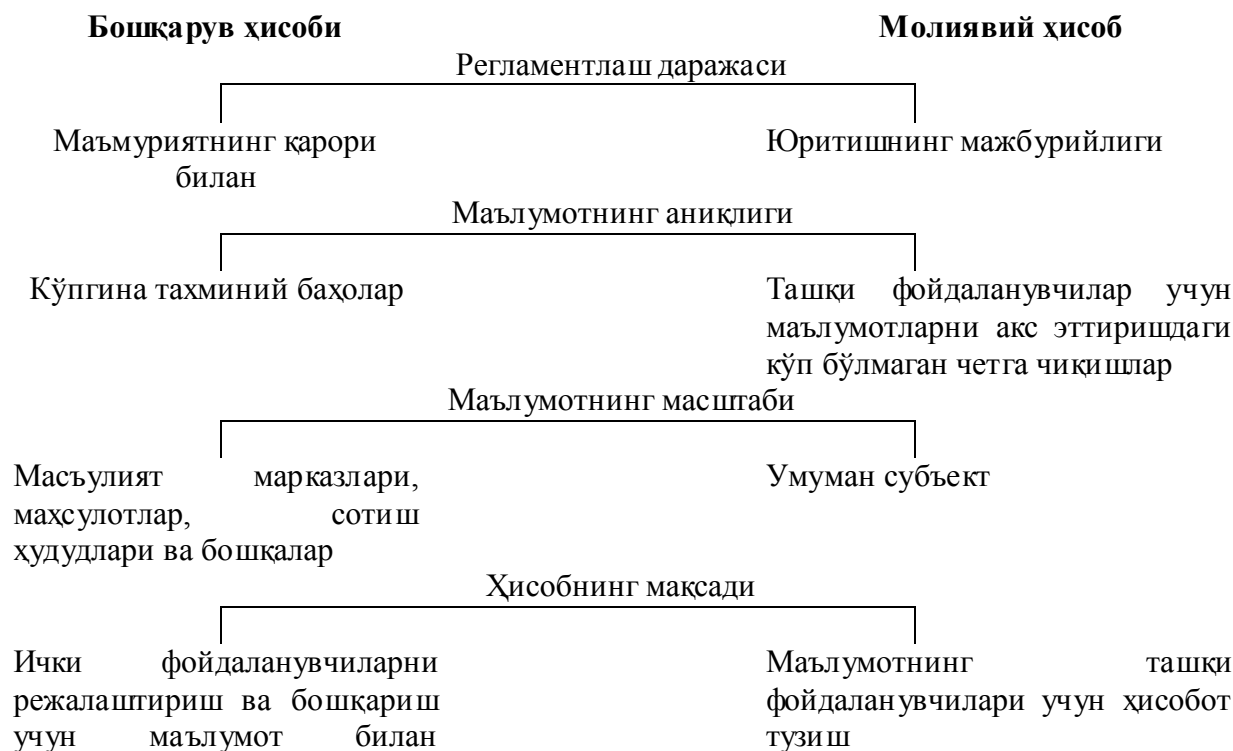 Бошқарув ҳисоби
Молиявий ҳисоб
Регламентлаш даражаси
Маъмуриятнинг қарори
билан
Юритишнинг мажбурийлиги
Маълумотнинг аниқлиги
Кўпгина тахминий баҳолар
Ташқи фойдаланувчилар учун
маълумотларни акс эттиришдаги
кўп бўлмаган четга чиқишлар
Маълумотнинг масштаби
Масъулият марказлари,
маҳсулотлар, сотиш
ҳудудлари ва бошқалар
Умуман субъект
Ҳисобнинг мақсади
Ички фойдаланувчиларни
режалаштириш ва бошқариш
учун маълумот билан
Маълумотнинг ташқи
фойдаланувчилари учун ҳисобот
тузиш